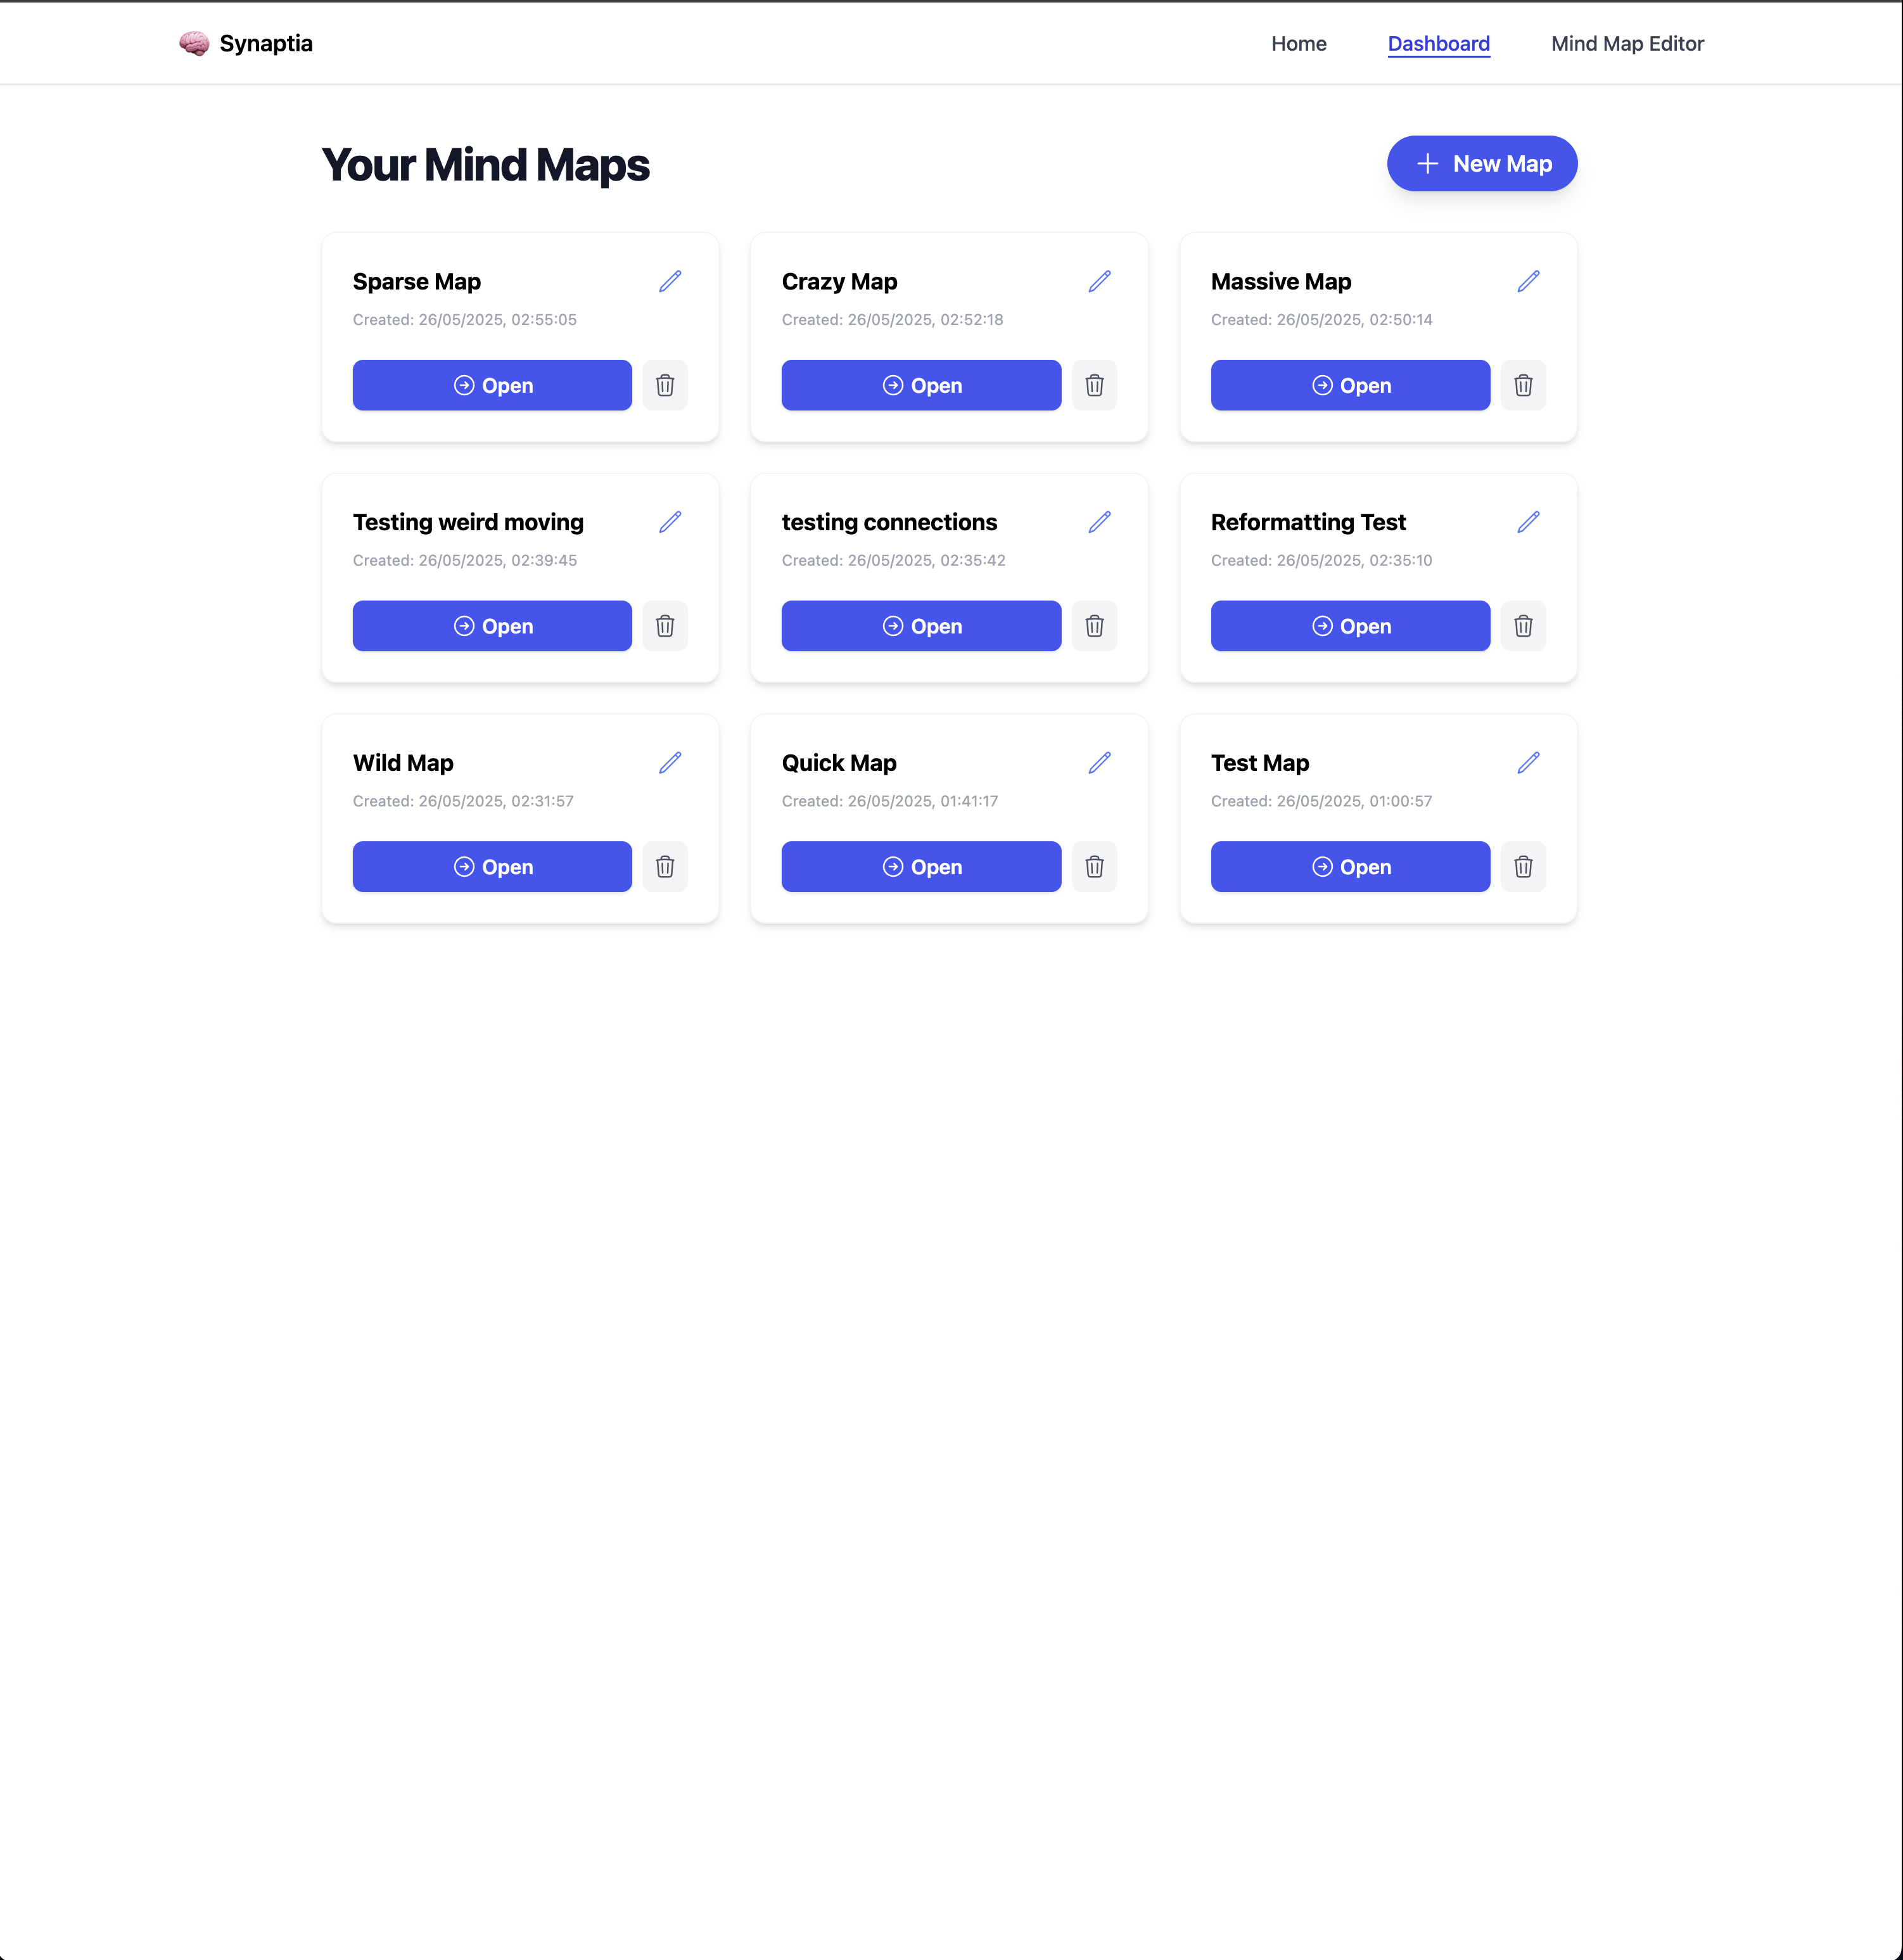 Synaptia
Home Dashboard Mind Map Editor
Your Mind Maps
New Map
Sparse Map
Created: 26/05/2025, 02:55:05
Open
Crazy Map
Created: 26/05/2025, 02:52:18
Open
Massive Map
Created: 26/05/2025, 02:50:14
Open
Testing weird moving
Created: 26/05/2025, 02:39:45
Open
testing connections
Created: 26/05/2025, 02:35:42
Open
Reformatting Test
Created: 26/05/2025, 02:35:10
Open
Wild Map
Created: 26/05/2025, 02:31:57
Open
Quick Map
Created: 26/05/2025, 01:41:17
Open
Test Map
Created: 26/05/2025, 01:00:57
Open